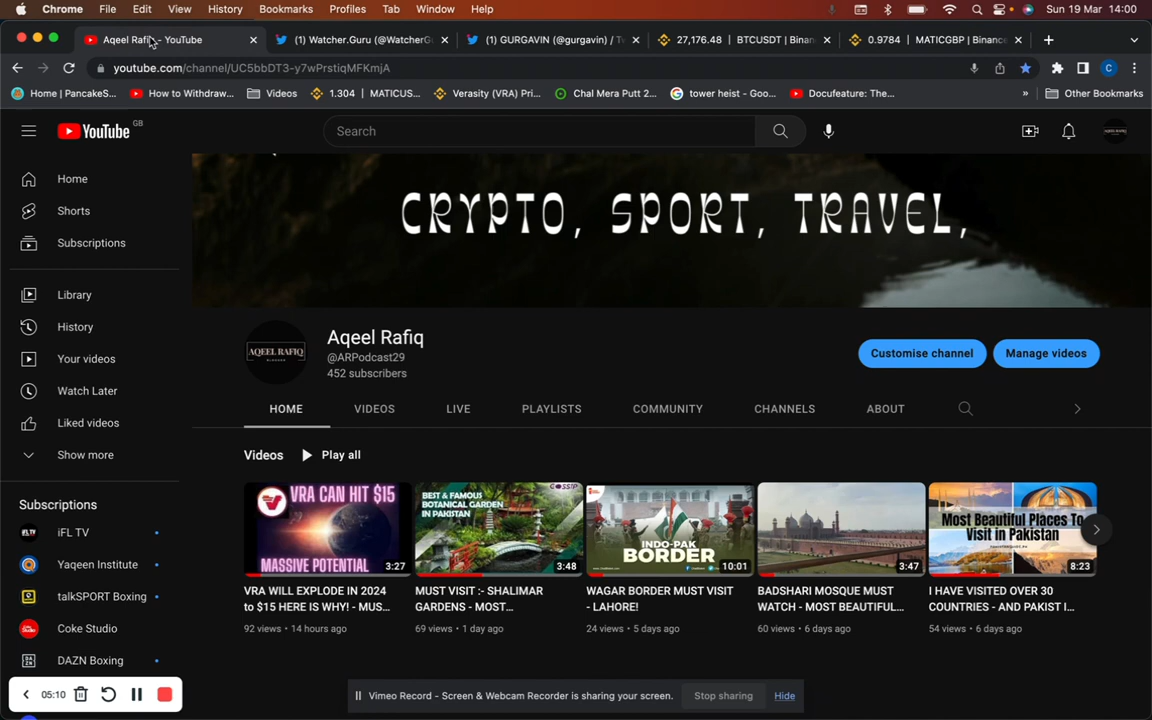 Chrome File Edit View History Bookmarks Profiles Tab Window Help Sun 19 Mar 14:00
Aqeel Rafiq - YouTube (1) Watcher.Guru (@WatcherG (1) GURGAVIN (@gurgavin) / Tw 27,176.48 | BTCUSDT | Binan 0.9784 | MATICGBP | Binance
youtube.com/channel/UC5bbDT3-y7wPrstiqMFKmjA C
Home | PancakeS... How to Withdraw... Videos 1.304 | MATICUS... Verasity (VRA) Pri... Chal Mera Putt 2... tower heist - Goo... Docufeature: The... » Other Bookmarks
YouTube GB
Search
Home
Shorts
Subscriptions
Library
History
Your videos
Watch Later
Liked videos
Show more
Subscriptions
iFL TV
Yaqeen Institute
talkSPORT Boxing
Coke Studio
DAZN Boxing
CRYPTO, SPORT, TRAVEL,
AQEEL RAFIQ
Aqeel Rafiq
@ARPodcast29
452 subscribers
Customise channel Manage videos
HOME VIDEOS LIVE PLAYLISTS COMMUNITY CHANNELS ABOUT
Videos Play all
VRA CAN HIT $15
MASSIVE POTENTIAL
3:27
VRA WILL EXPLODE IN 2024
to $15 HERE IS WHY! - MUS...
92 views • 14 hours ago
GOSSIP
BEST & FAMOUS
BOTANICAL GARDEN
IN PAKISTAN
3:48
MUST VISIT :- SHALIMAR
GARDENS - MOST...
69 views • 1 day ago
INDO-PAK
BORDER
10:01
WAGAR BORDER MUST VISIT
- LAHORE!
24 views • 5 days ago
3:47
BADSHARI MOSQUE MUST
WATCH - MOST BEAUTIFUL...
60 views • 6 days ago
Most Beautiful Places To
Visit in Pakistan
8:23
I HAVE VISITED OVER 30
COUNTRIES - AND PAKIST I...
54 views • 6 days ago
05:10
Vimeo Record - Screen & Webcam Recorder is sharing your screen. Stop sharing Hide